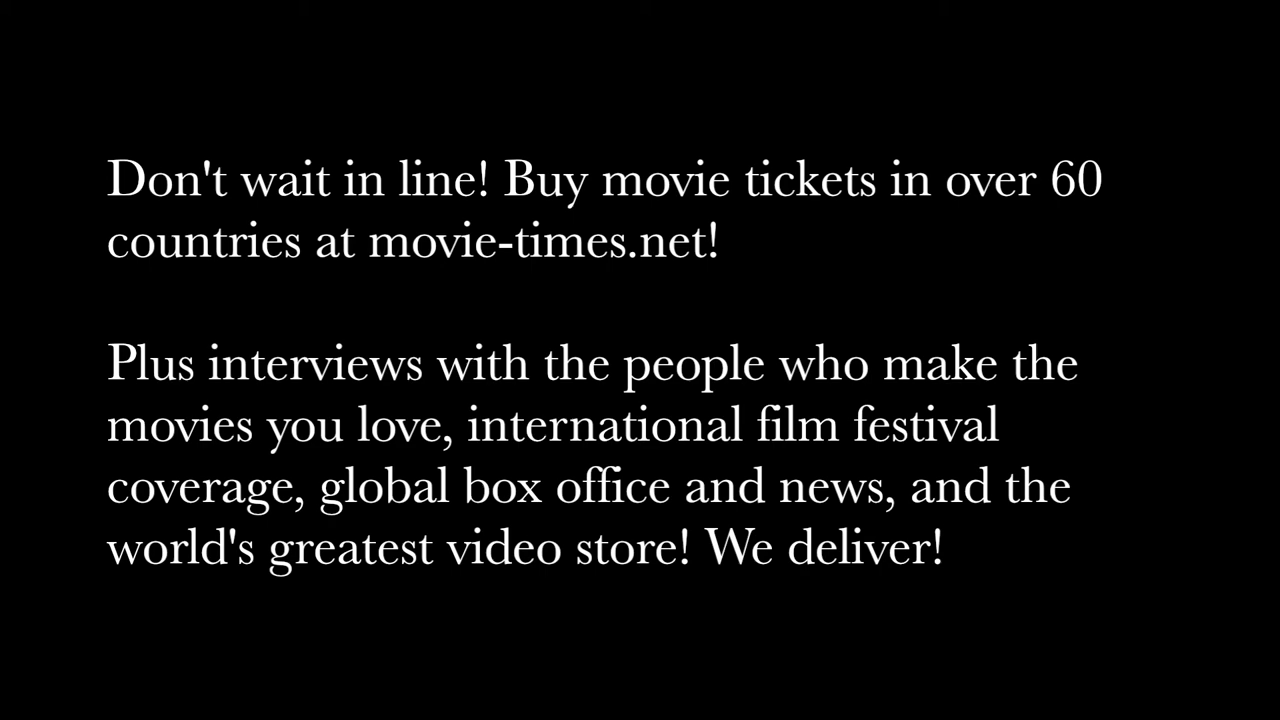 Don't wait in line! Buy movie tickets in over 60
countries at movie-times.net!
Plus interviews with the people who make the
movies you love, international film festival
coverage, global box office and news, and the
world's greatest video store! We deliver!